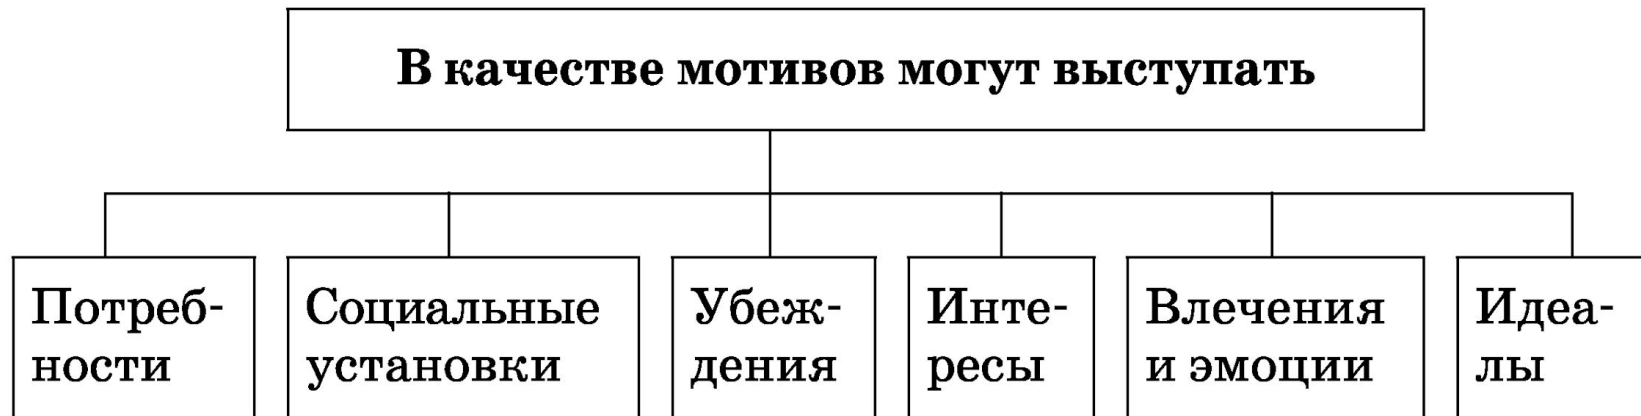 В качестве мотивов могут выступать
Потреб-
ности
Социальные
установки
Убеж-
дения
Инте-
ресы
Влечения
и эмоции
Идеа-
лы